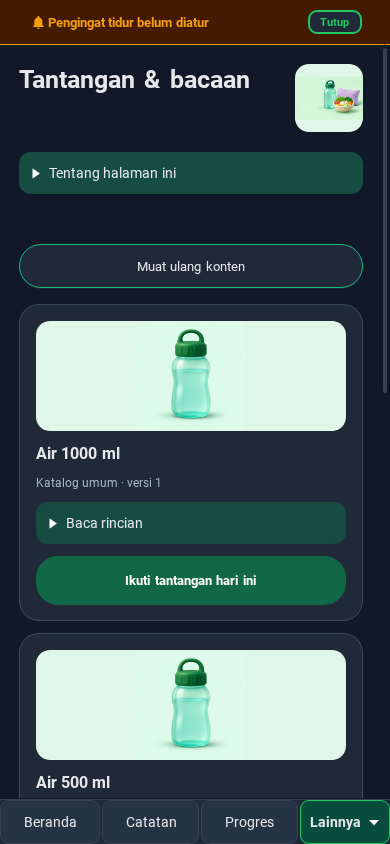 Pengingat tidur belum diatur
Tutup
Tantangan & bacaan
Tentang halaman ini
Muat ulang konten
Air 1000 ml
Katalog umum · versi 1
Baca rincian
Ikuti tantangan hari ini
Air 500 ml
Beranda
Catatan
Progres
Lainnya